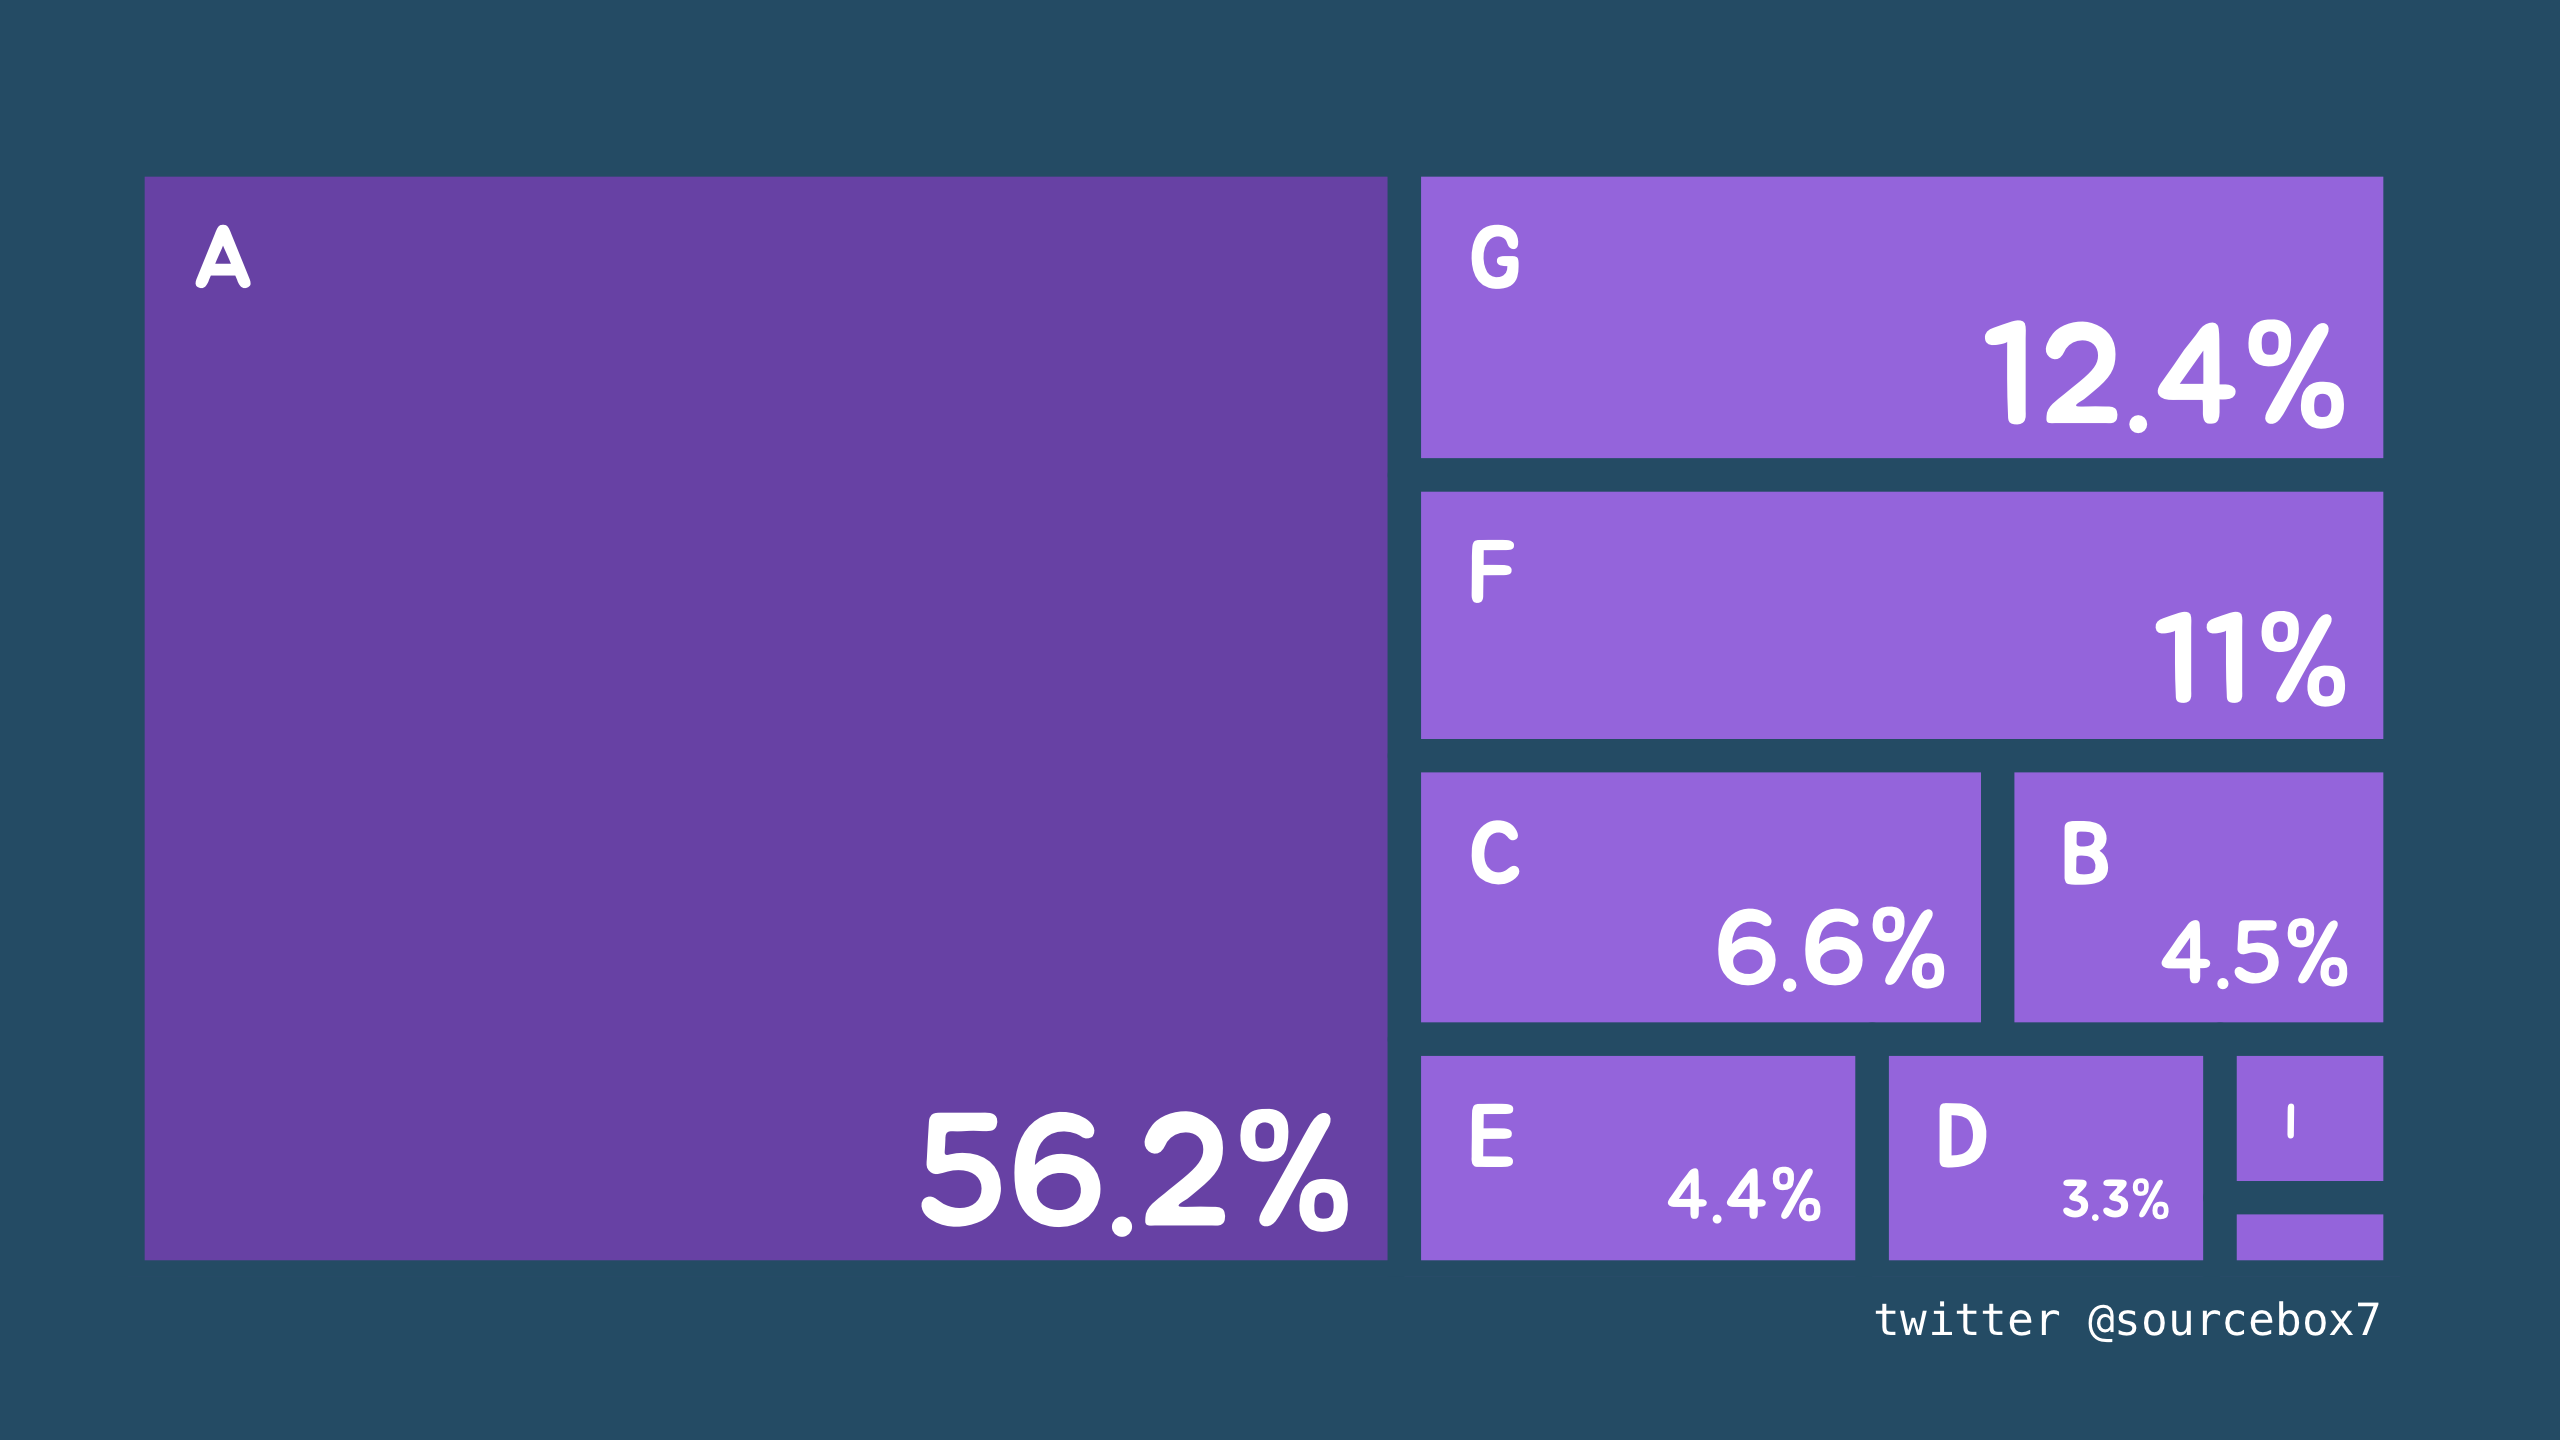 A
56.2%
G
12.4%
F
11%
C
6.6%
B
4.5%
E
4.4%
D
3.3%
I
twitter @sourcebox7